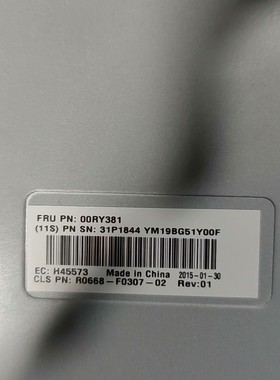 FRU PN: 00RY381
(11S) PN SN: 31P1844 YM19BG51Y00F
EC: H45573 Made in China 2015-01-30
CLS PN: R0668-F0307-02 Rev:01